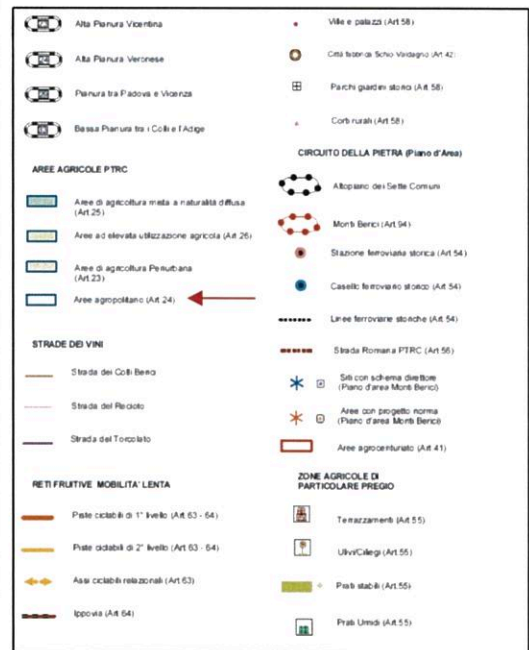 Alta Pianura Vicentina
Alta Pianura Veronese
Pianura tra Padova e Vicenza
Bassa Pianura tra i Colli e l'Adige
AREE AGRICOLE PTRC
Aree di agricoltura mista a naturalità diffusa
(Art.25)
Aree ad elevata utilizzazione agricola (Art.26)
Aree di agricoltura Periurbana
(Art.23)
Aree agropolitano (Art.24)
STRADE DEI VINI
Strada dei Colli Berici
Strada del Recioto
Strada del Torcolato
RETI FRUITIVE MOBILITA' LENTA
Piste ciclabili di 1° livello (Art.63 - 64)
Piste ciclabili di 2° livello (Art.63 - 64)
Assi ciclabili relazionali (Art.63)
Ippovia (Art.64)
Ville e palazzi (Art.58)
Città fabbrica Schio Valdagno (Art.42)
Parchi giardini storici (Art.58)
Corti rurali (Art.58)
CIRCUITO DELLA PIETRA (Piano d'Area)
Altopiano dei Sette Comuni
Monti Berici (Art.94)
Stazione ferroviaria storica (Art.54)
Casello ferroviario storico (Art.54)
Linee ferroviarie storiche (Art.54)
Strada Romana PTRC (Art.56)
Siti con schema direttore
(Piano d'area Monti Berici)
Aree con progetto norma
(Piano d'area Monti Berici)
Aree agrocenturiato (Art.41)
ZONE AGRICOLE DI
PARTICOLARE PREGIO
Terrazzamenti (Art.55)
Ulivi/Ciliegi (Art.55)
Prati stabili (Art.55)
Prati Umidi (Art.55)